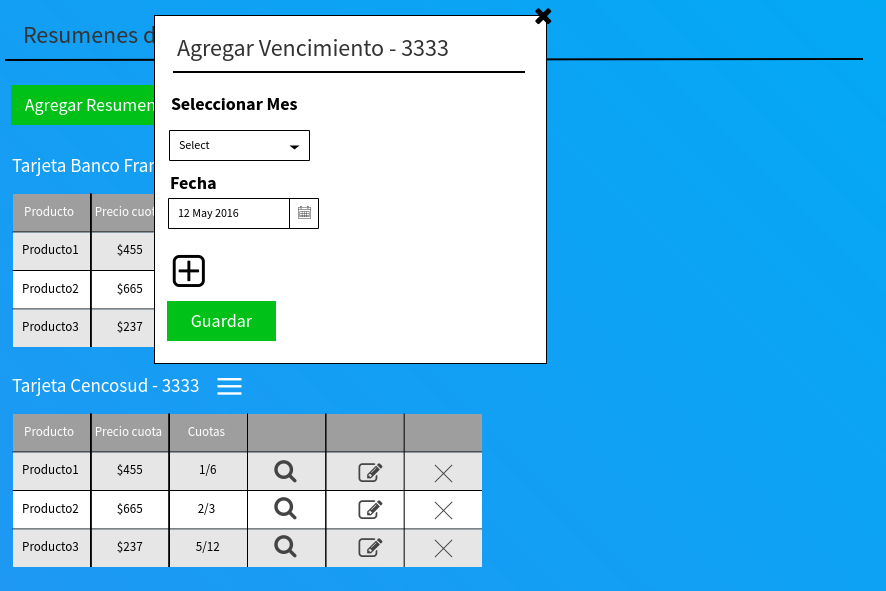 Resumenes d
Agregar Vencimiento - 3333
Seleccionar Mes
Select
Fecha
12 May 2016
Guardar
Agregar Resumen
Tarjeta Banco Fran
Producto Precio cuot
Producto1 $455
Producto2 $665
Producto3 $237
Tarjeta Cencosud - 3333
Producto Precio cuota Cuotas
Producto1 $455 1/6
Producto2 $665 2/3
Producto3 $237 5/12